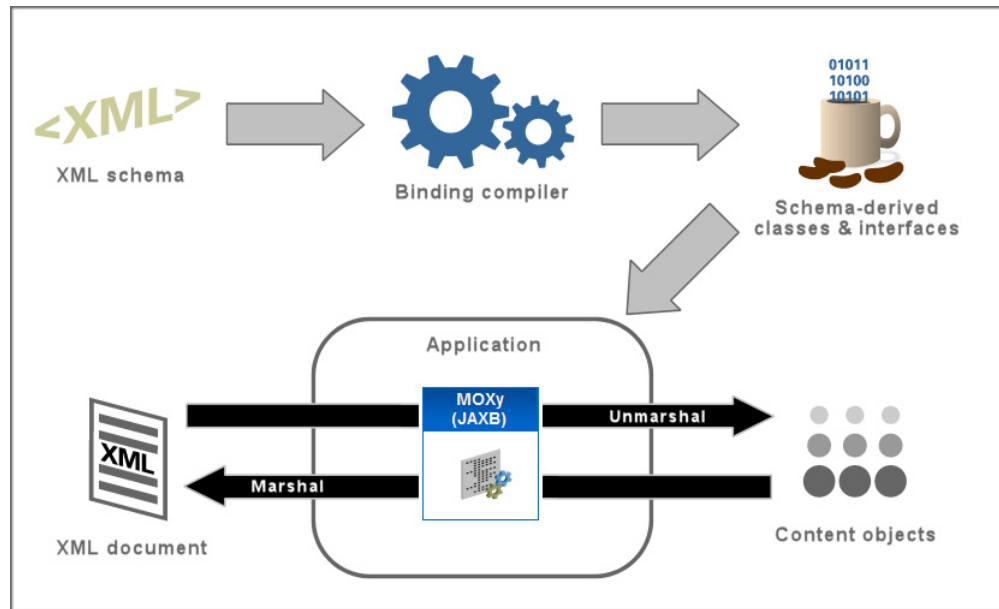 <XML>
XML schema
Binding compiler
01011
10100
10101
Schema-derived
classes & interfaces
Application
MOXy
(JAXB)
Unmarshal
XML
Marshal
XML document
Content objects